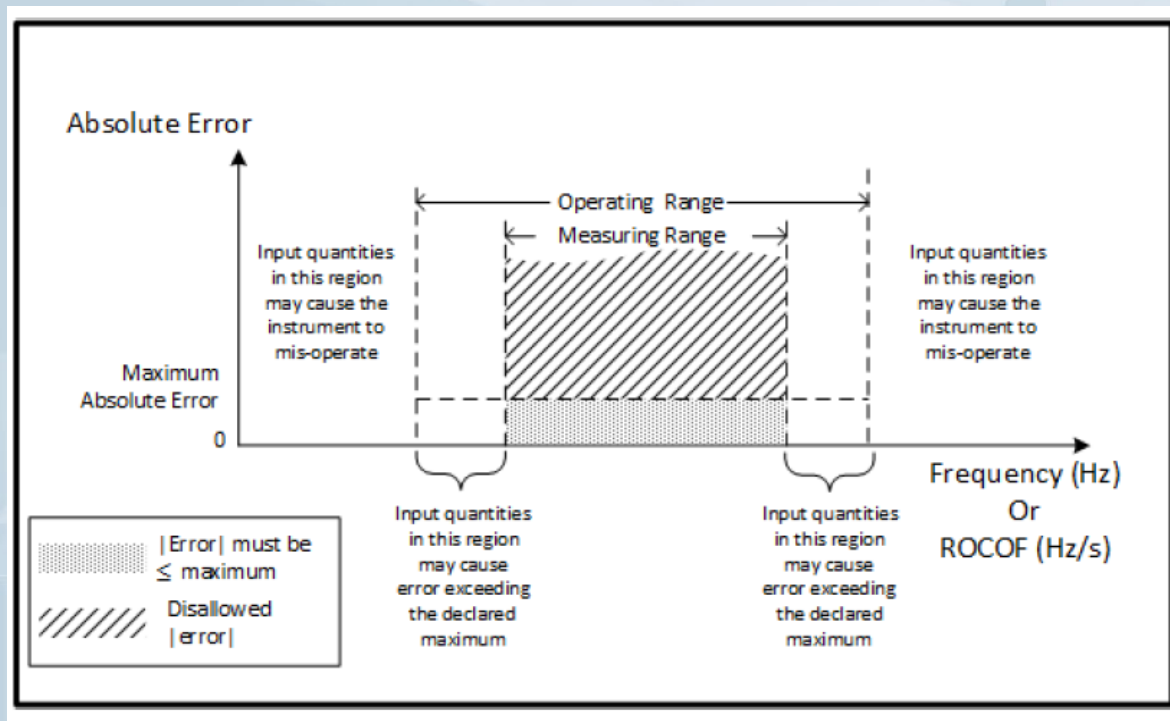 Absolute Error
Operating Range
Measuring Range
Input quantities
in this region
may cause the
instrument to
mis-operate
Input quantities
in this region
may cause the
instrument to
mis-operate
Maximum
Absolute Error
0
Frequency (Hz)
Or
ROCOF (Hz/s)
Input quantities
in this region
may cause
error exceeding
the declared
maximum
Input quantities
in this region
may cause
error exceeding
the declared
maximum
|Error| must be
≤ maximum
Disallowed
|error|